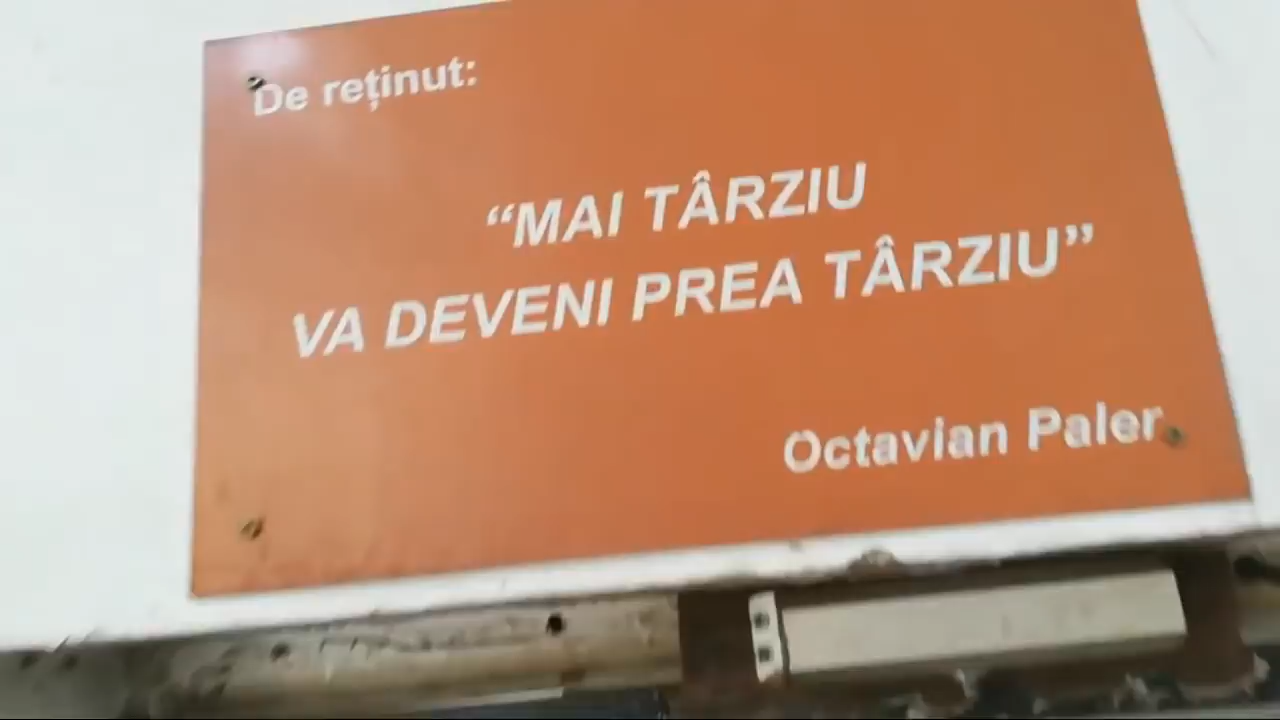 De reținut:
“MAI TÂRZIU
VA DEVENI PREA TÂRZIU”
Octavian Paler